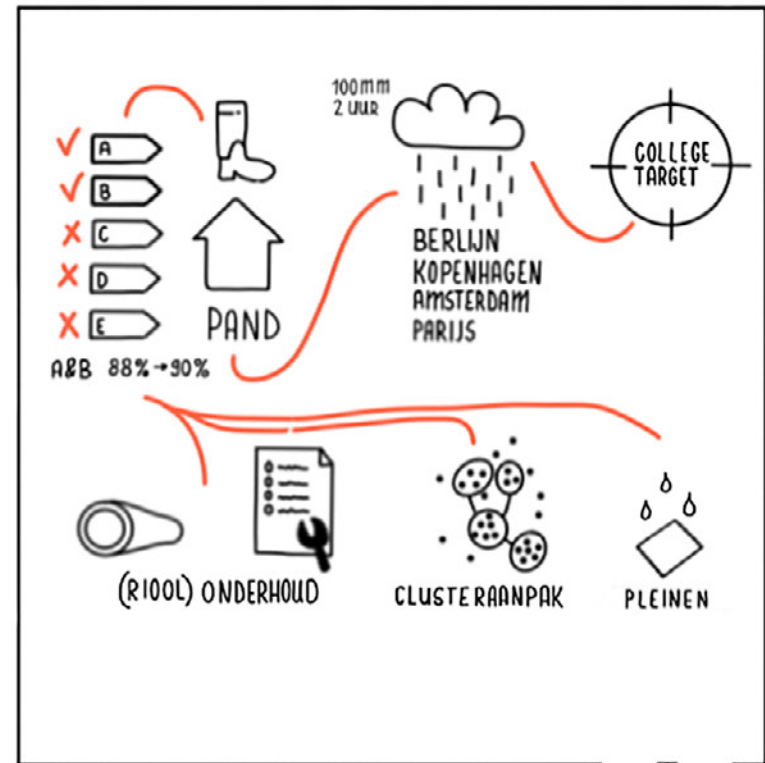 A
B
C
D
E
A&B 88%→90%
PAND
100mm
2 UUR
BERLIJN
KOPENHAGEN
AMSTERDAM
PARIJS
COLLEGE
TARGET
(RIOOL) ONDERHOUD
CLUSTERAANPAK
PLEINEN